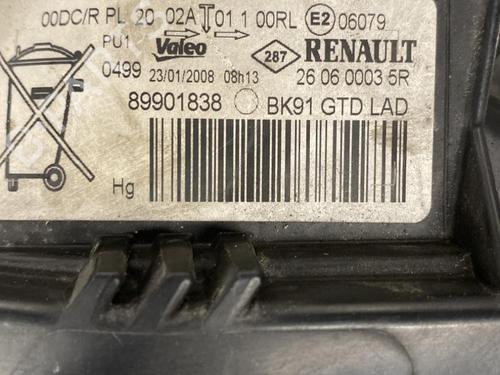 00DC/R PL 20 02A 01 1 00RL E2 06079
PU1 Valeo 287 RENAULT
0499 23/01/2008 08h13 26 06 0003 5R
89901838 BK91 GTD LAD
Hg